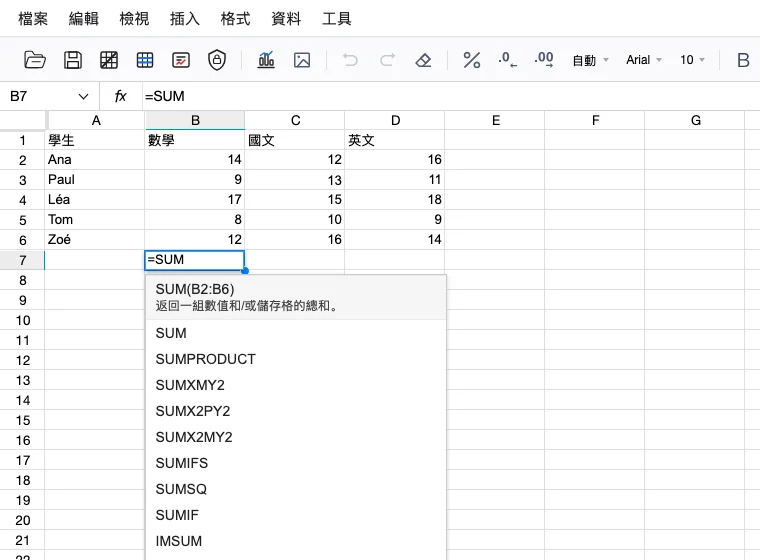 檔案 編輯 檢視 插入 格式 資料 工具
% .0 .00 自動 Arial 10 B
B7 fx =SUM
A B C D E F G
1 學生 數學 國文 英文
2 Ana 14 12 16
3 Paul 9 13 11
4 Léa 17 15 18
5 Tom 8 10 9
6 Zoé 12 16 14
7 =SUM
8
SUM(B2:B6)
9 返回一組數值和/或儲存格的總和。
10
SUM
11
12 SUMPRODUCT
13 SUMXMY2
14
SUMX2PY2
15
16 SUMX2MY2
17 SUMIFS
18
SUMSQ
19
20 SUMIF
21 IMSUM
22